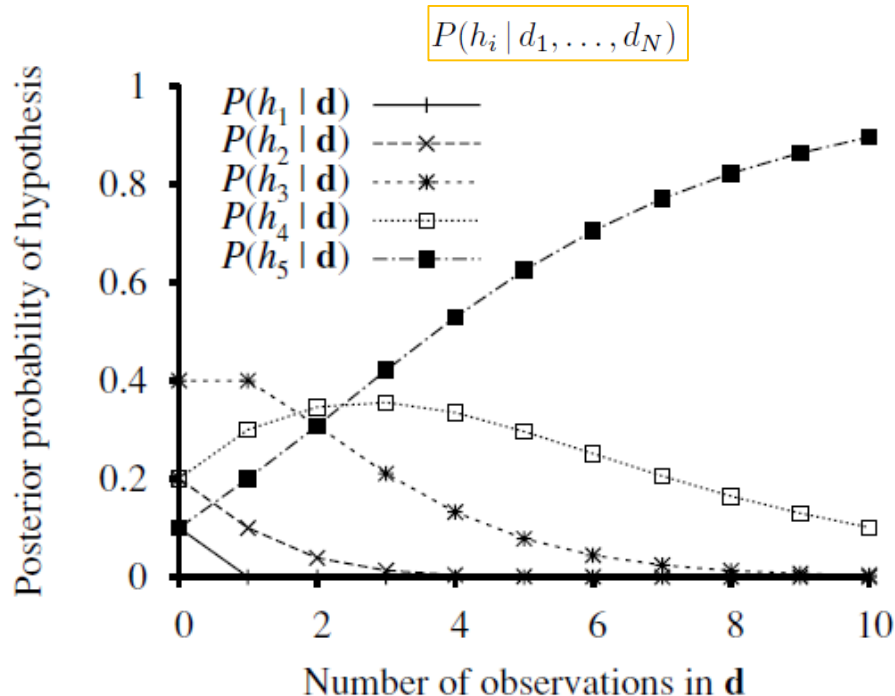 P(h_i | d_1, . . . , d_N)
Posterior probability of hypothesis
1
0.8
0.6
0.4
0.2
0
P(h_1 | d)
P(h_2 | d)
P(h_3 | d)
P(h_4 | d)
P(h_5 | d)
0 2 4 6 8 10
Number of observations in d